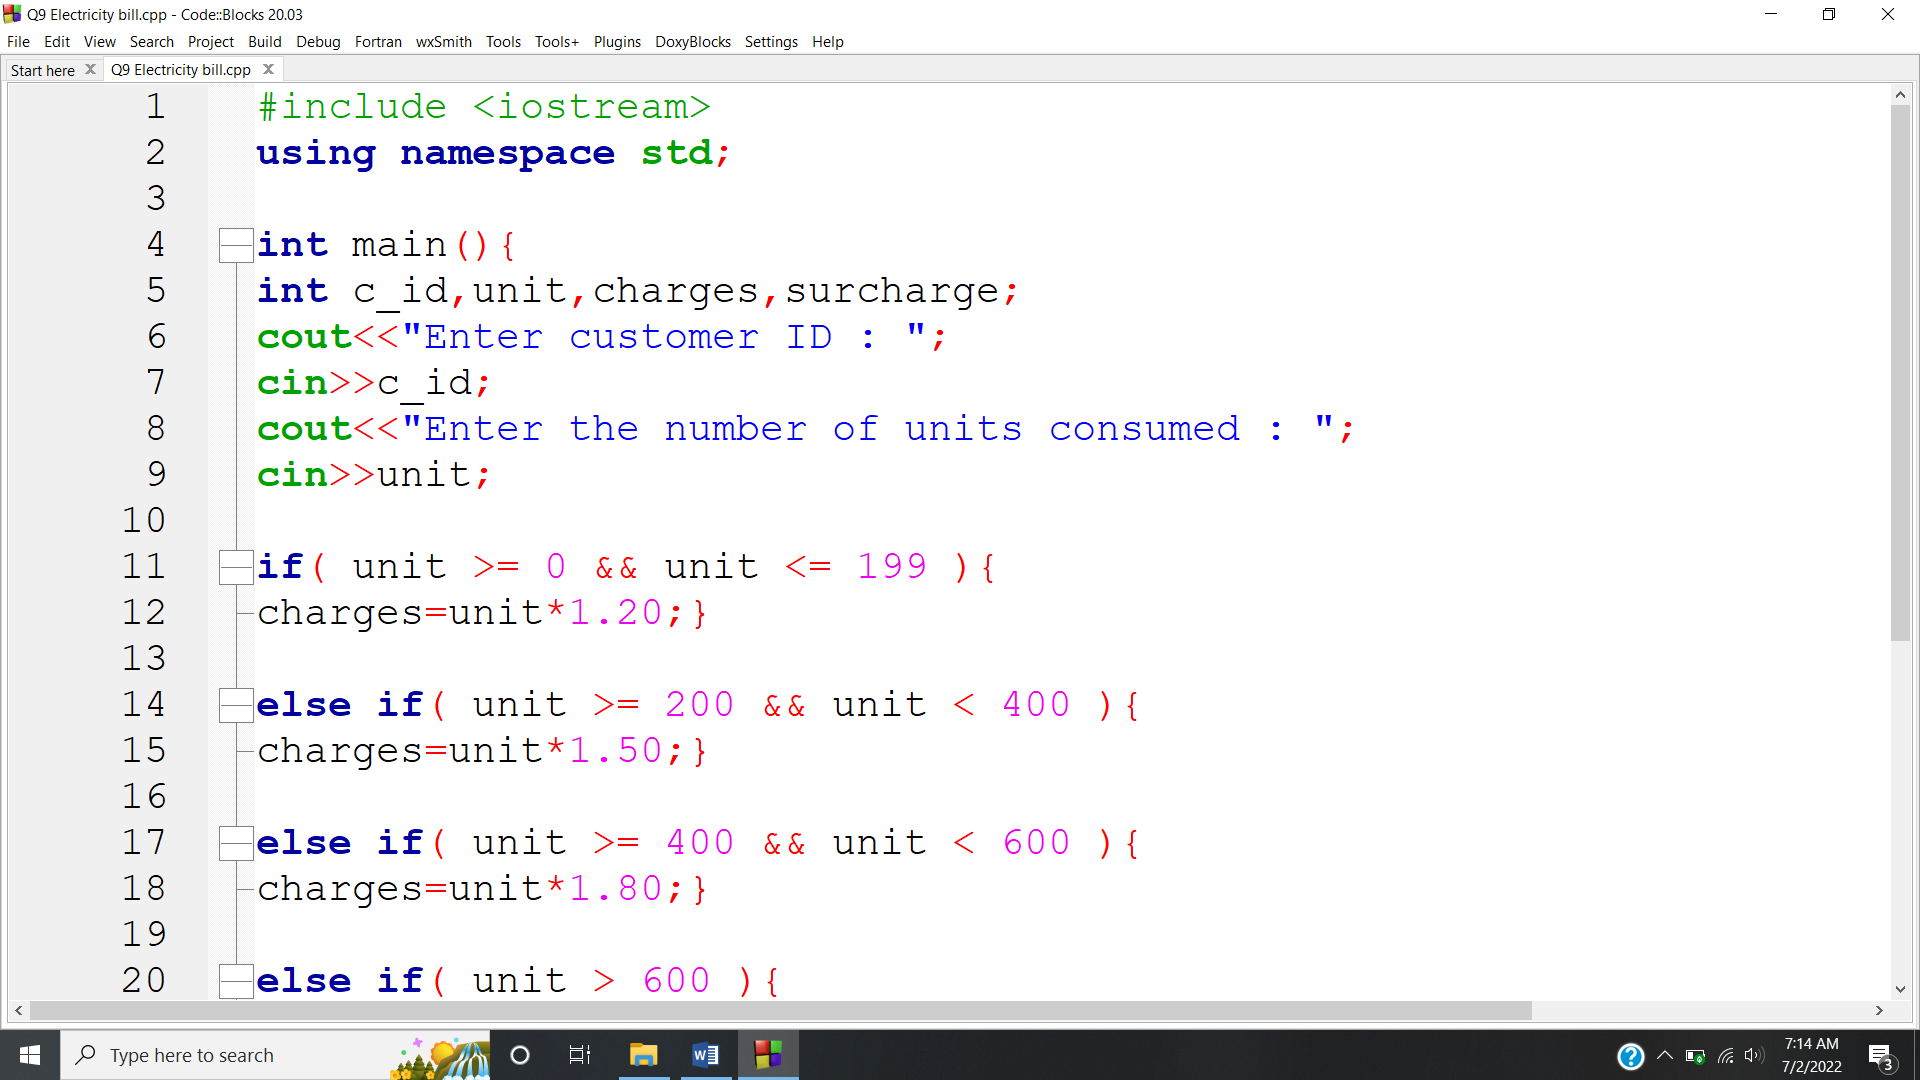 Q9 Electricity bill.cpp - Code::Blocks 20.03
File Edit View Search Project Build Debug Fortran wxSmith Tools Tools+ Plugins DoxyBlocks Settings Help
Start here Q9 Electricity bill.cpp
1 #include <iostream>
2 using namespace std;
3
4 int main(){
5 int c_id,unit,charges,surcharge;
6 cout<<"Enter customer ID : ";
7 cin>>c_id;
8 cout<<"Enter the number of units consumed : ";
9 cin>>unit;
10
11 if( unit >= 0 && unit <= 199 ){
12 charges=unit*1.20;}
13
14 else if( unit >= 200 && unit < 400 ){
15 charges=unit*1.50;}
16
17 else if( unit >= 400 && unit < 600 ){
18 charges=unit*1.80;}
19
20 else if( unit > 600 ){
Type here to search
7:14 AM
7/2/2022
3